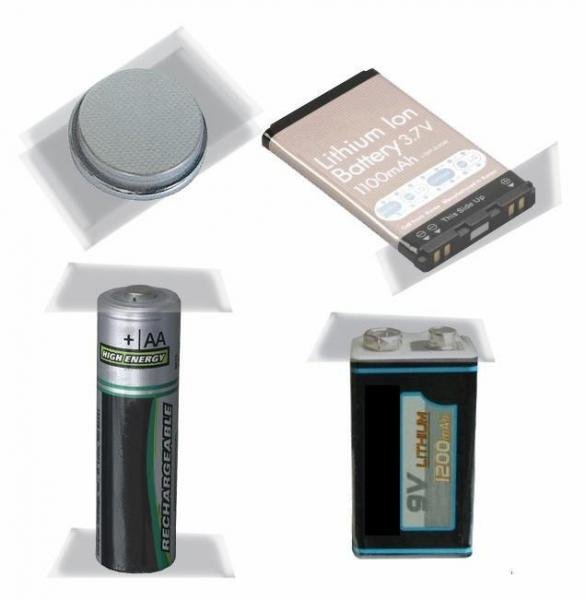 Lithium Ion
Battery 3.7V
1100mAh
This Side Up
+ AA
HIGH ENERGY
RECHARGEABLE
9V LITHIUM
1200mAh